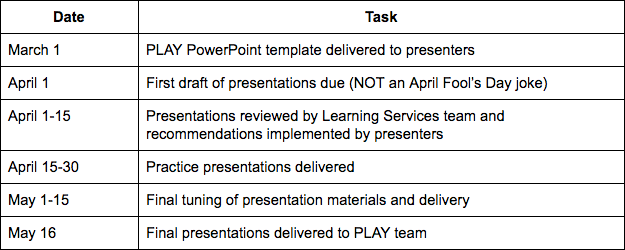 Date Task
March 1 PLAY PowerPoint template delivered to presenters
April 1 First draft of presentations due (NOT an April Fool's Day joke)
April 1-15 Presentations reviewed by Learning Services team and
recommendations implemented by presenters
April 15-30 Practice presentations delivered
May 1-15 Final tuning of presentation materials and delivery
May 16 Final presentations delivered to PLAY team